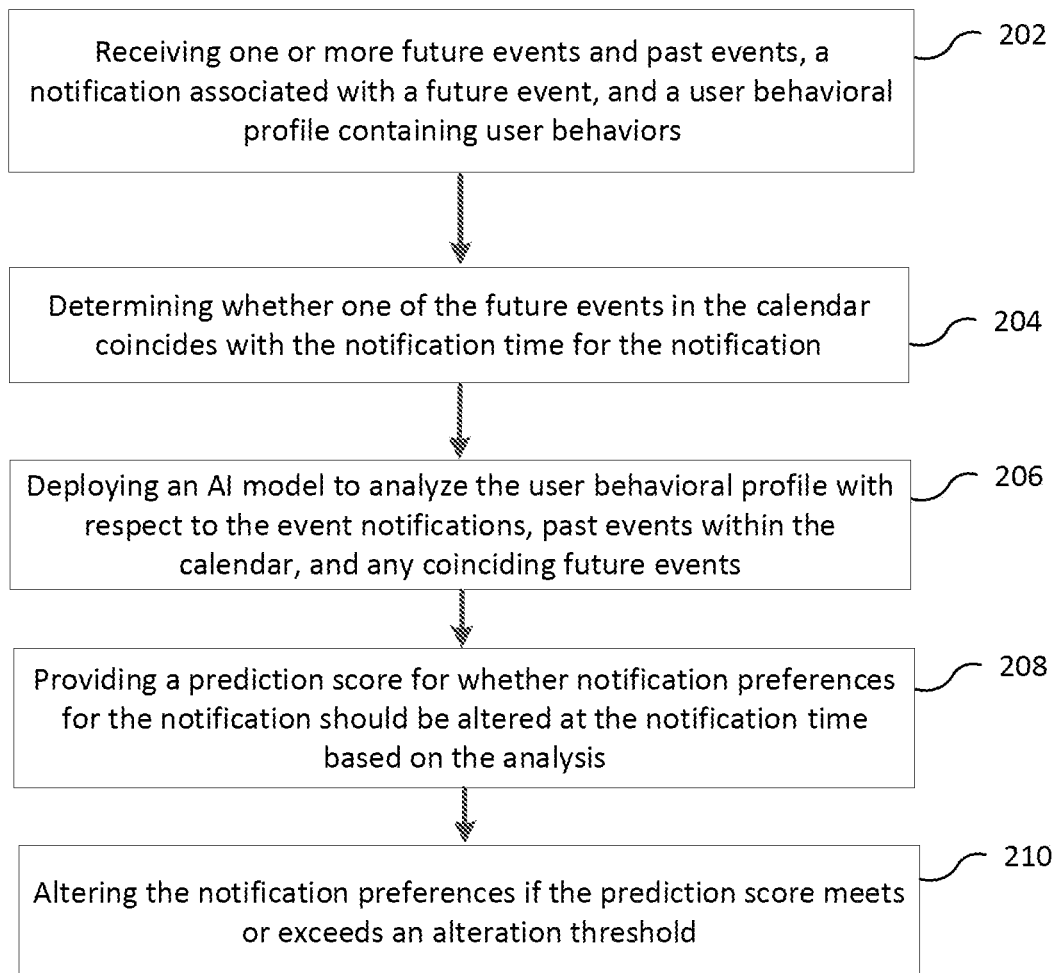 Receiving one or more future events and past events, a
notification associated with a future event, and a user behavioral
profile containing user behaviors
202
Determining whether one of the future events in the calendar
coincides with the notification time for the notification
204
Deploying an AI model to analyze the user behavioral profile with
respect to the event notifications, past events within the
calendar, and any coinciding future events
206
Providing a prediction score for whether notification preferences
for the notification should be altered at the notification time
based on the analysis
208
Altering the notification preferences if the prediction score meets
or exceeds an alteration threshold
210